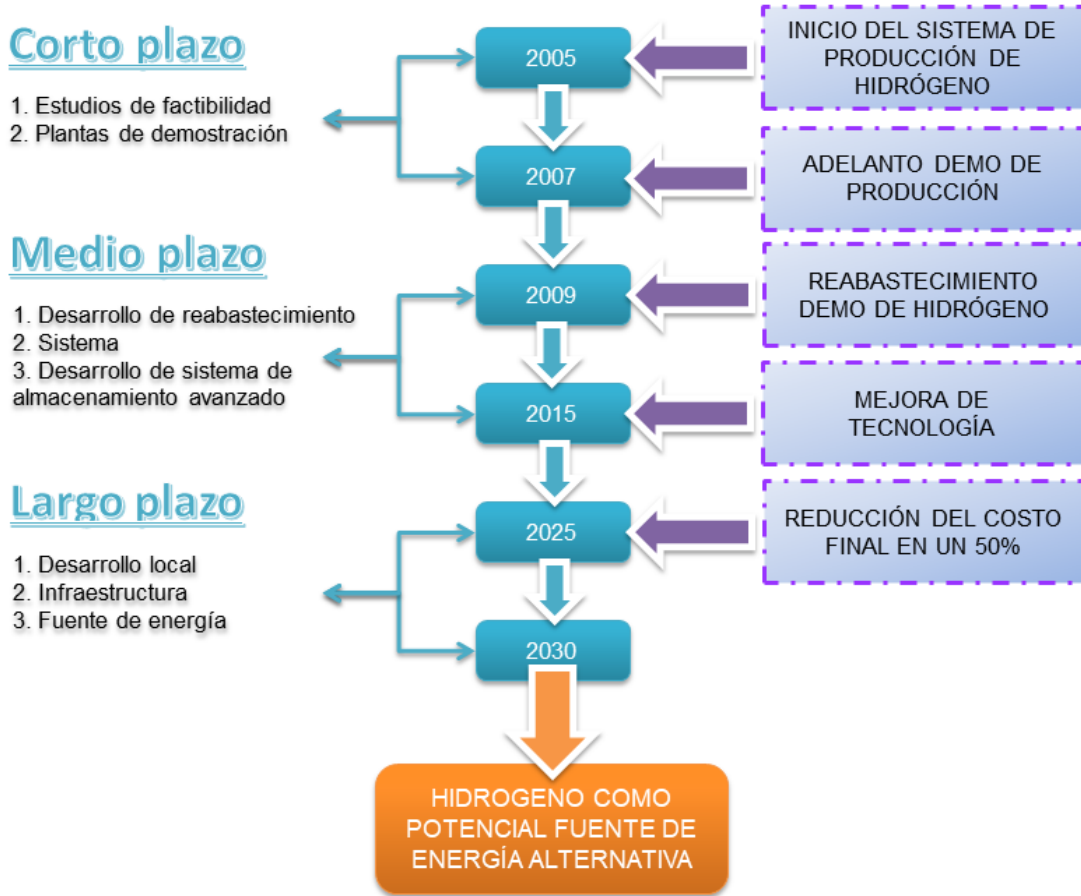 Corto plazo
1. Estudios de factibilidad
2. Plantas de demostración
2005
INICIO DEL SISTEMA DE
PRODUCCIÓN DE
HIDRÓGENO
2007
ADELANTO DEMO DE
PRODUCCIÓN
Medio plazo
1. Desarrollo de reabastecimiento
2. Sistema
3. Desarrollo de sistema de
almacenamiento avanzado
2009
REABASTECIMIENTO
DEMO DE HIDRÓGENO
2015
MEJORA DE
TECNOLOGÍA
Largo plazo
1. Desarrollo local
2. Infraestructura
3. Fuente de energía
2025
REDUCCIÓN DEL COSTO
FINAL EN UN 50%
2030
HIDROGENO COMO
POTENCIAL FUENTE DE
ENERGÍA ALTERNATIVA